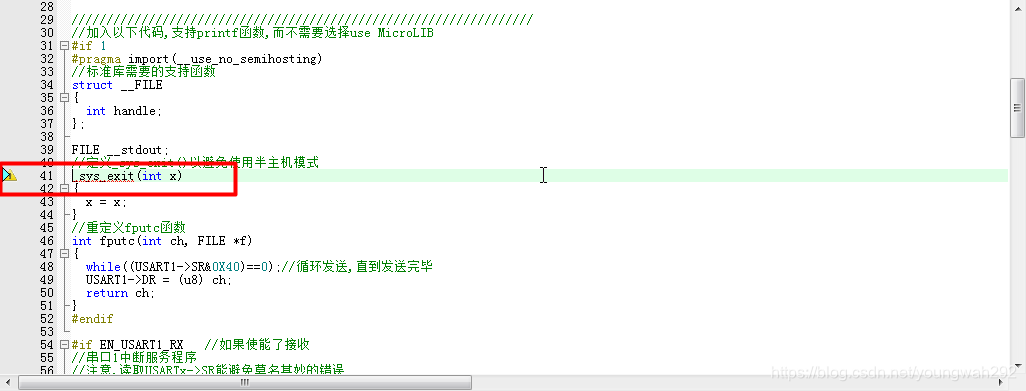 28
29 //////////////////////////////////////////////////////////////////
30 //加入以下代码,支持printf函数,而不需要选择use MicroLIB
31 #if 1
32 #pragma import(__use_no_semihosting)
33 //标准库需要的支持函数
34 struct __FILE
35 {
36 int handle;
37 };
38
39 FILE __stdout;
40 //定义_sys_exit()以避免使用半主机模式
41 _sys_exit(int x)
42 {
43 x = x;
44 }
45 //重定义fputc函数
46 int fputc(int ch, FILE *f)
47 {
48 while((USART1->SR&0X40)==0);//循环发送,直到发送完毕
49 USART1->DR = (u8) ch;
50 return ch;
51 }
52 #endif
53
54 #if EN_USART1_RX //如果使能了接收
55 //串口1中断服务程序
56 //注意,读取USARTx->SR能避免莫名其妙的错误
https://blog.csdn.net/youngwah292